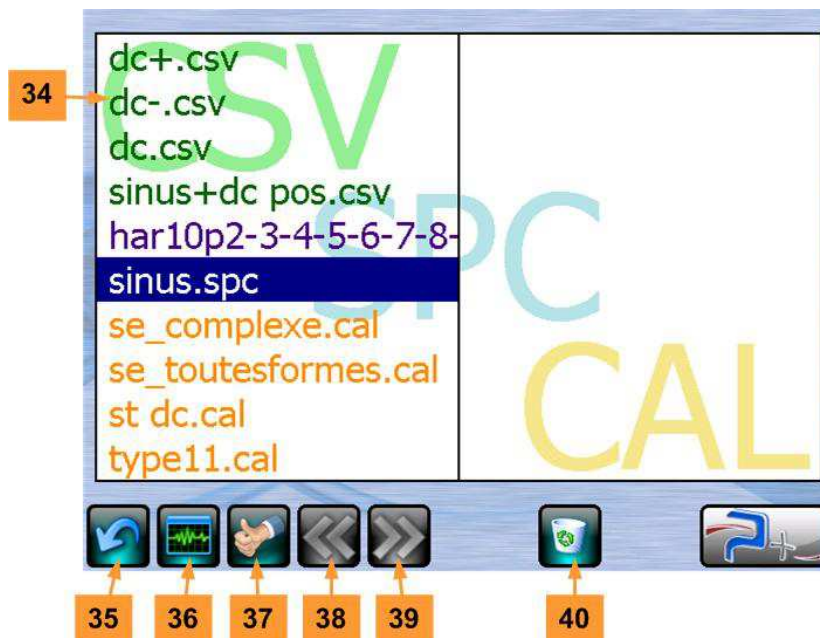 dc+.csv
34
dc-.csv
dc.csv
sinus+dc pos.csv
har10p2-3-4-5-6-7-8-
sinus.spc
se_complexe.cal
se_toutesformes.cal
st dc.cal
type11.cal
CSV
SPC
CAL
35 36 37 38 39 40